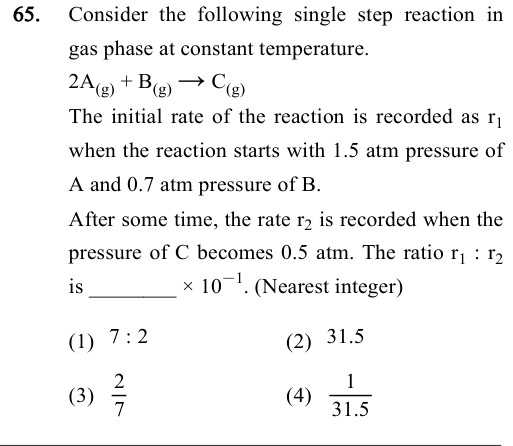 65. Consider the following single step reaction in
gas phase at constant temperature.
2A(g) + B(g) ⟶ C(g)
The initial rate of the reaction is recorded as r₁
when the reaction starts with 1.5 atm pressure of
A and 0.7 atm pressure of B.
After some time, the rate r₂ is recorded when the
pressure of C becomes 0.5 atm. The ratio r₁ : r₂
is ________ × 10⁻¹. (Nearest integer)
(1) 7 : 2 (2) 31.5
(3) 2/7 (4) 1/31.5